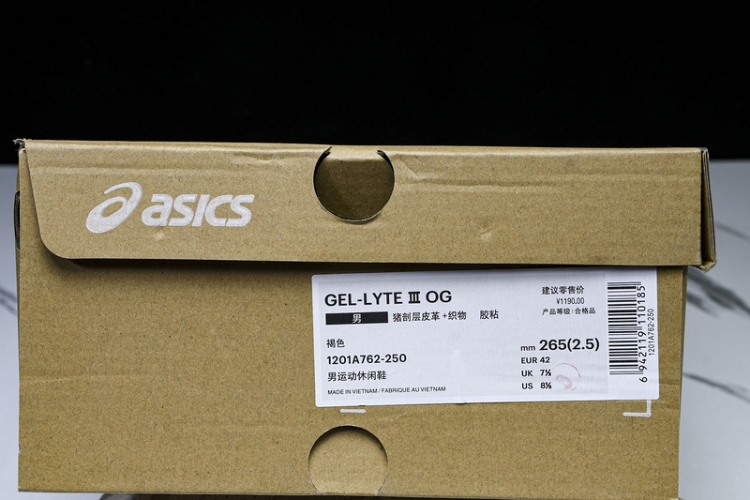 asics
GEL-LYTE Ⅲ OG
男 猪剖层皮革+织物 胶粘
褐色
1201A762-250
男运动休闲鞋
MADE IN VIETNAM / FABRIQUE AU VIETNAM
建议零售价
¥1190.00
产品等级:合格品
mm 265(2.5)
EUR 42
UK 7½
US 8½
6 942119 110185
1201A762-250